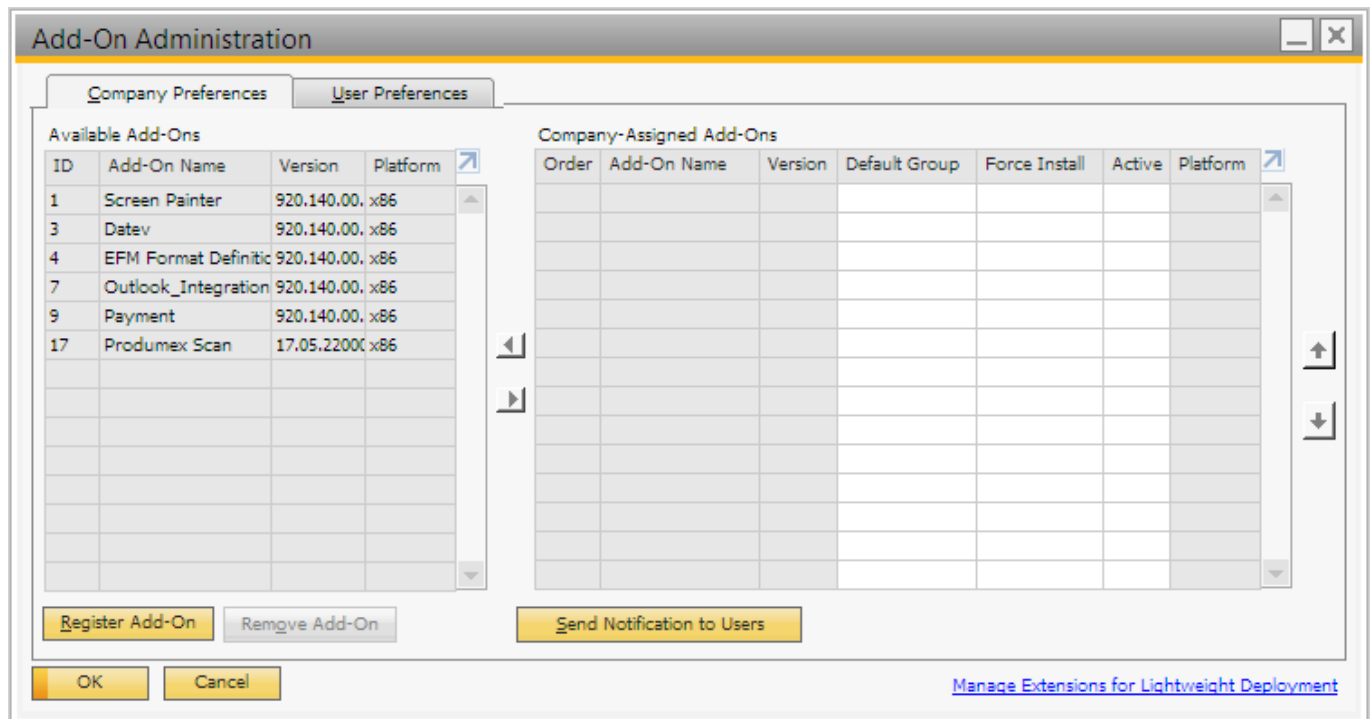 Add-On Administration
Company Preferences User Preferences
Available Add-Ons Company-Assigned Add-Ons
ID Add-On Name Version Platform Order Add-On Name Version Default Group Force Install Active Platform
1 Screen Painter 920.140.00. x86
3 Datev 920.140.00. x86
4 EFM Format Definitic 920.140.00. x86
7 Outlook_Integration 920.140.00. x86
9 Payment 920.140.00. x86
17 Produmex Scan 17.05.2200( x86
Register Add-On Remove Add-On Send Notification to Users
OK Cancel Manage Extensions for Lightweight Deployment